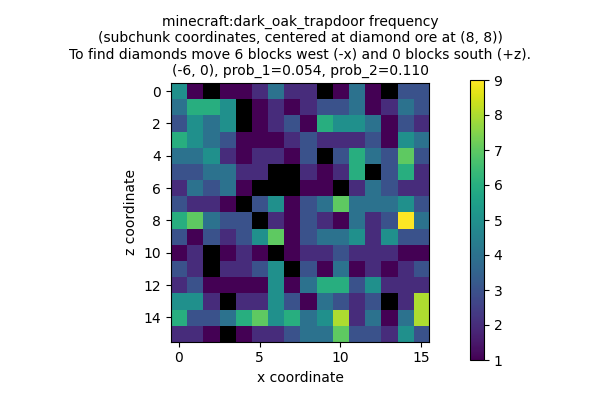 minecraft:dark_oak_trapdoor frequency
(subchunk coordinates, centered at diamond ore at (8, 8))
To find diamonds move 6 blocks west (-x) and 0 blocks south (+z).
(-6, 0), prob_1=0.054, prob_2=0.110
0
2
4
6
8
10
12
14
z coordinate
0 5 10 15
x coordinate
9
8
7
6
5
4
3
2
1